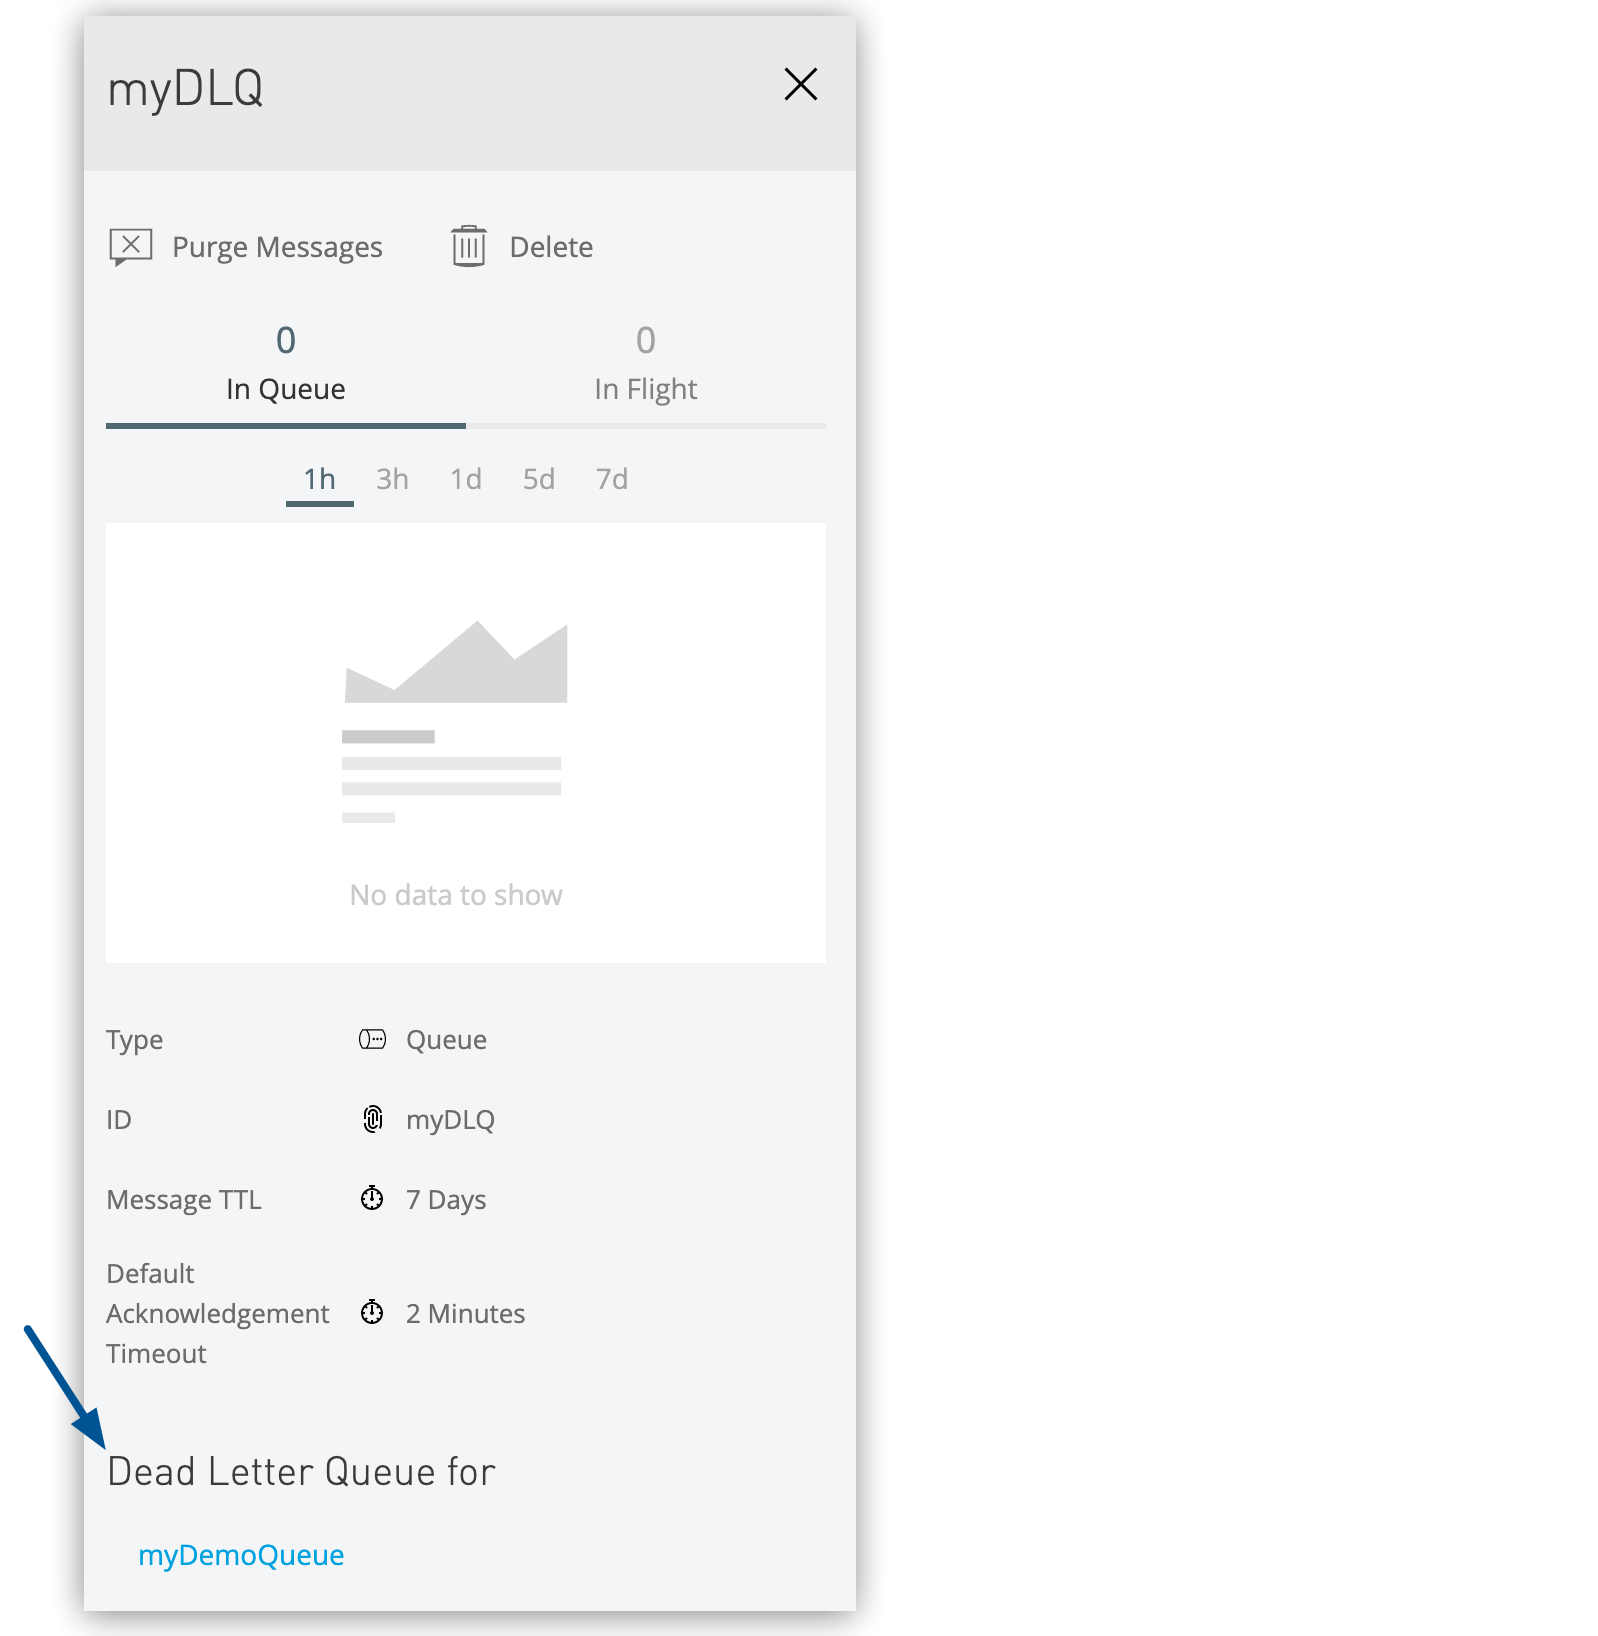 myDLQ
Purge Messages Delete
0 0
In Queue In Flight
1h 3h 1d 5d 7d
No data to show
Type Queue
ID myDLQ
Message TTL 7 Days
Default
Acknowledgement 2 Minutes
Timeout
Dead Letter Queue for
myDemoQueue